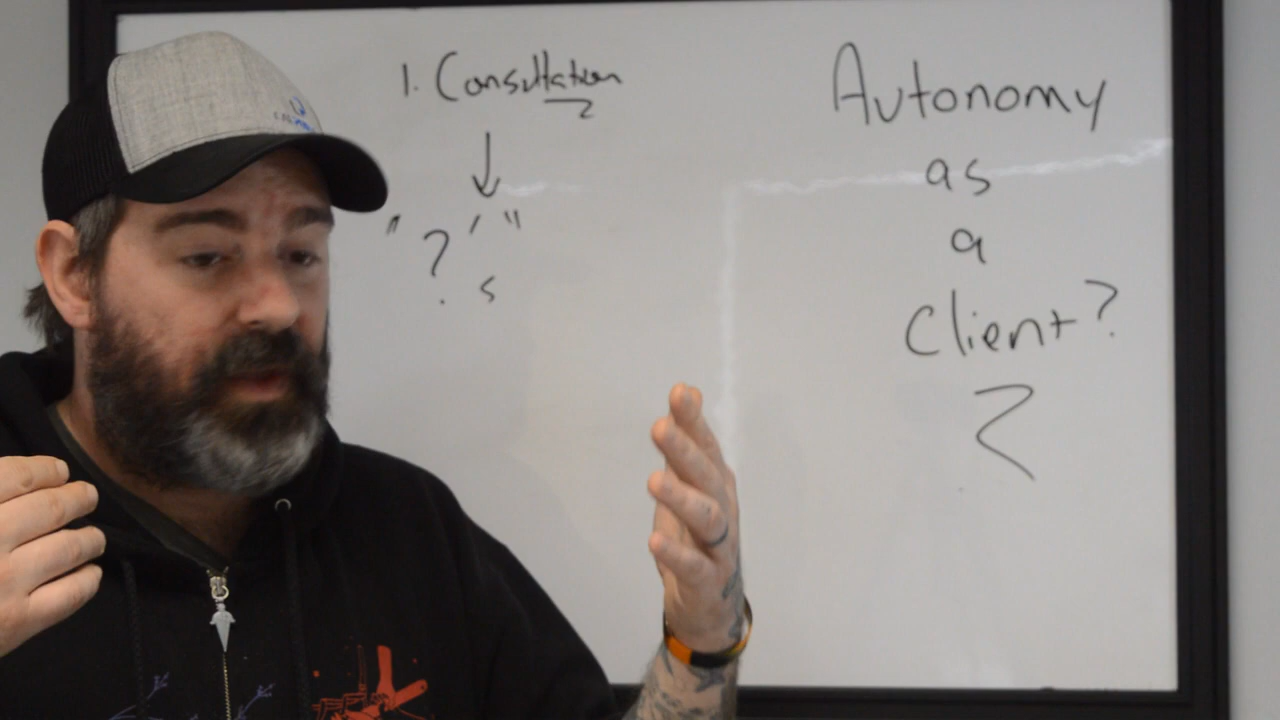 1. Consultation
"?'s"
Autonomy
as
a
Client?